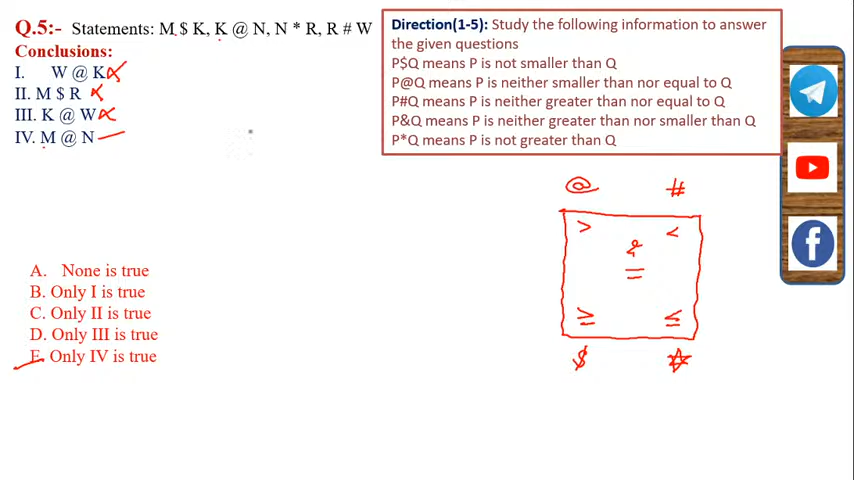 Q.5:- Statements: M $ K, K @ N, N * R, R # W
Conclusions:
I. W @ K
II. M $ R
III. K @ W
IV. M @ N
A. None is true
B. Only I is true
C. Only II is true
D. Only III is true
E. Only IV is true
Direction(1-5): Study the following information to answer
the given questions
P$Q means P is not smaller than Q
P@Q means P is neither smaller than nor equal to Q
P#Q means P is neither greater than nor equal to Q
P&Q means P is neither greater than nor smaller than Q
P*Q means P is not greater than Q
@ #
> <
&
=
≥ ≤
$ *